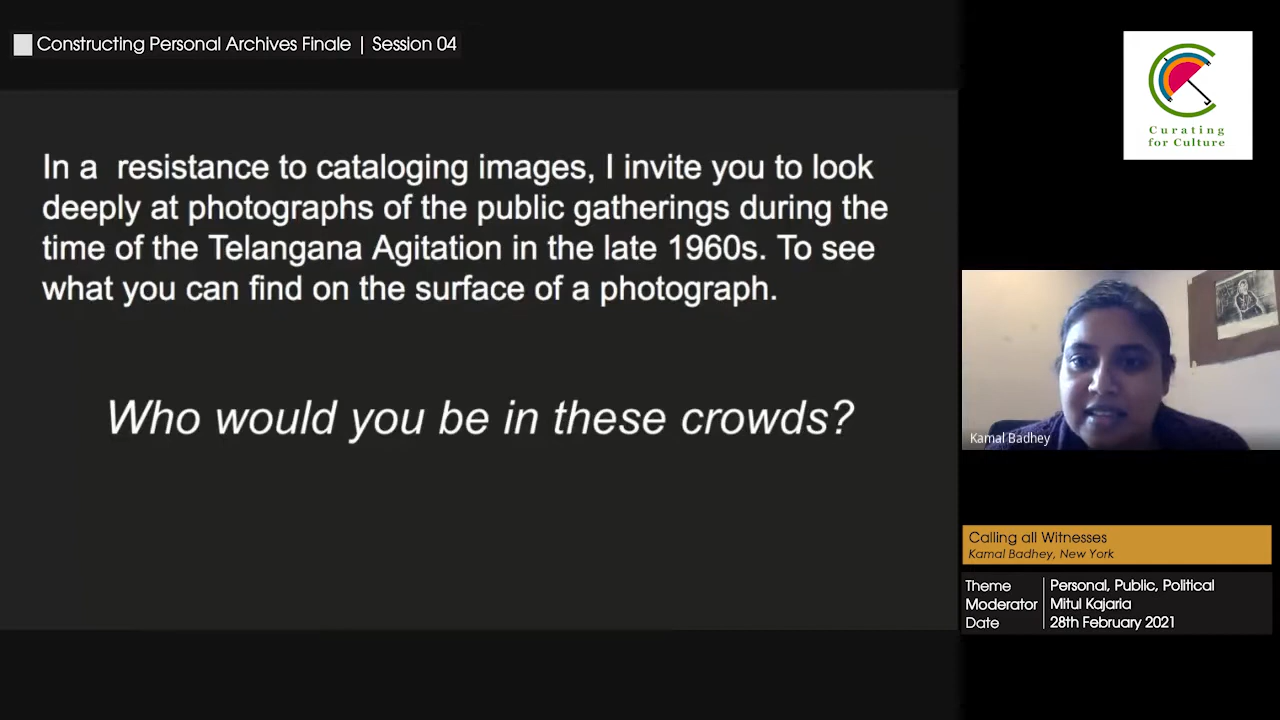 Constructing Personal Archives Finale | Session 04
In a  resistance to cataloging images, I invite you to look
deeply at photographs of the public gatherings during the
time of the Telangana Agitation in the late 1960s. To see
what you can find on the surface of a photograph.
Who would you be in these crowds?
Curating
for Culture
Kamal Badhey
Calling all Witnesses
Kamal Badhey, New York
Theme Personal, Public, Political
Moderator Mitul Kajaria
Date 28th February 2021